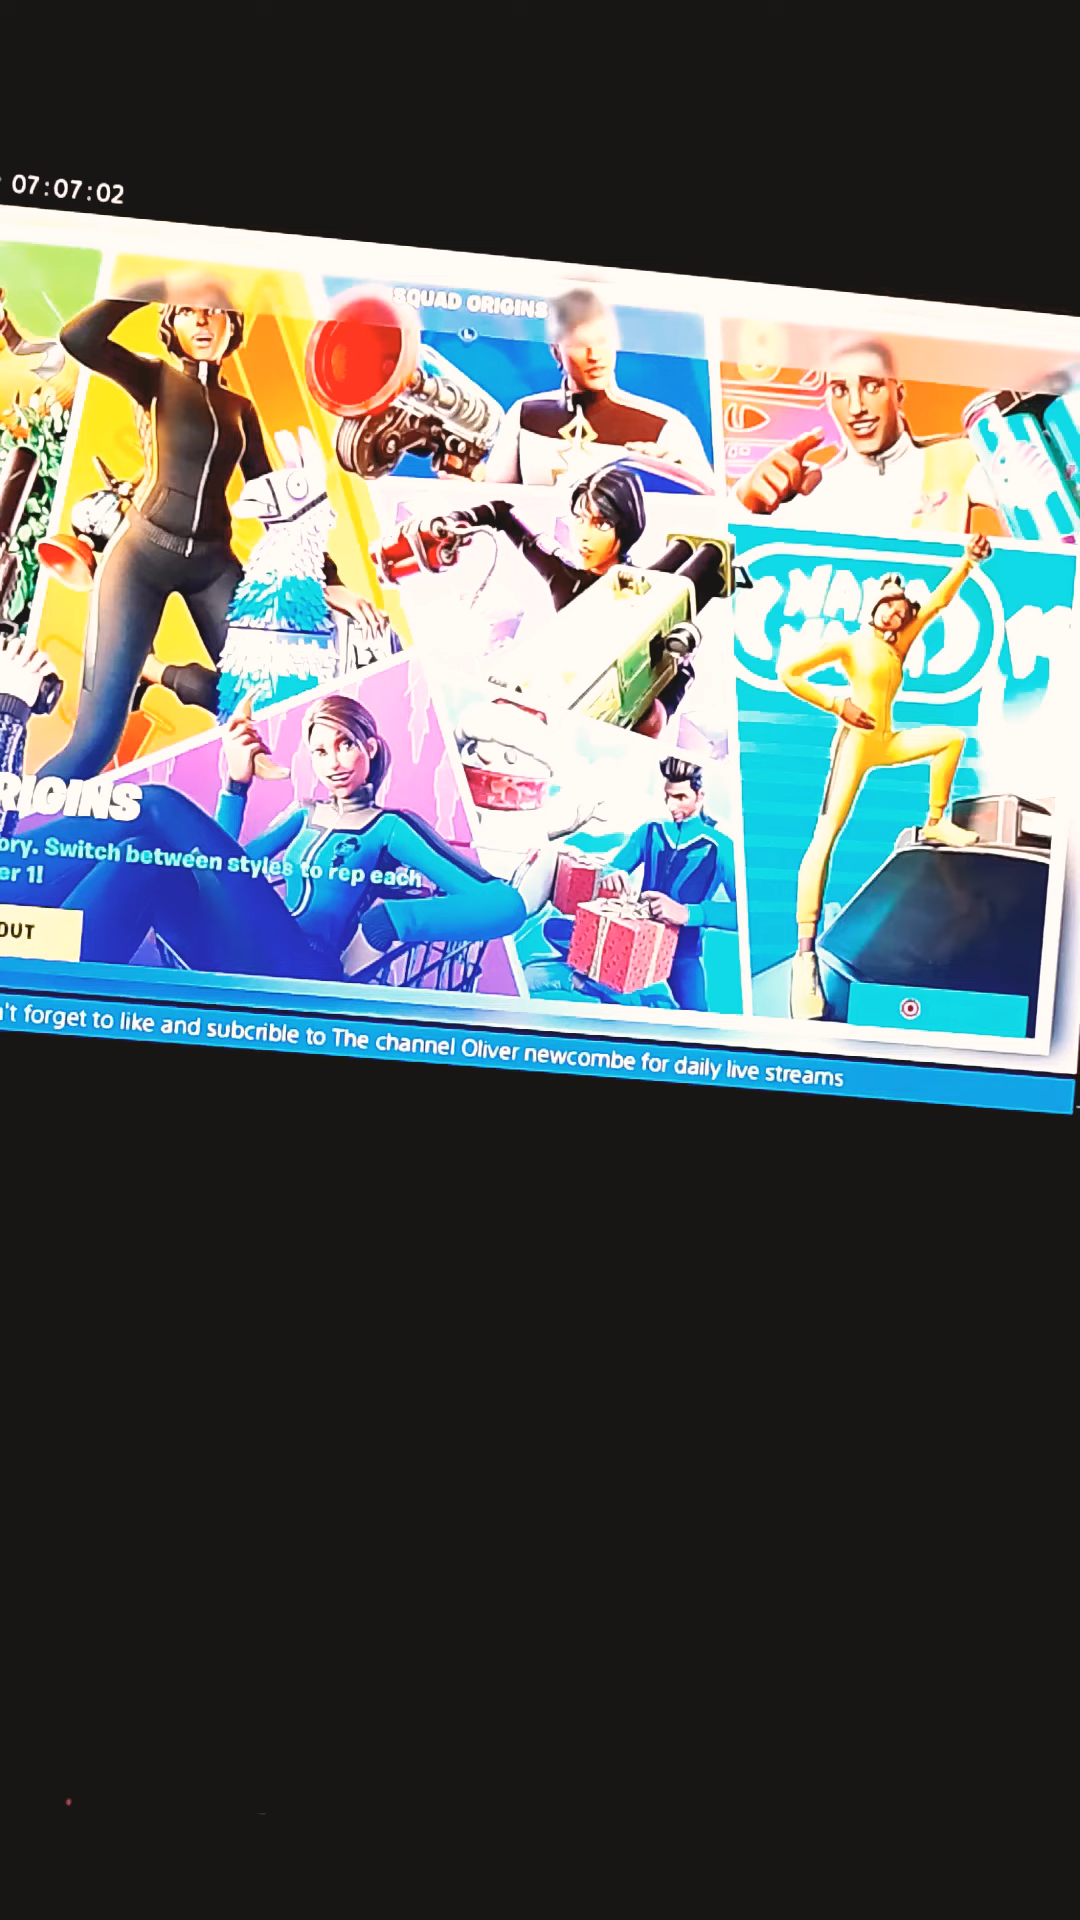 07:07:02
SQUAD ORIGINS
L
RIGINS
ory. Switch between styles to rep each
er 1!
OUT
't forget to like and subcrible to The channel Oliver newcombe for daily live streams